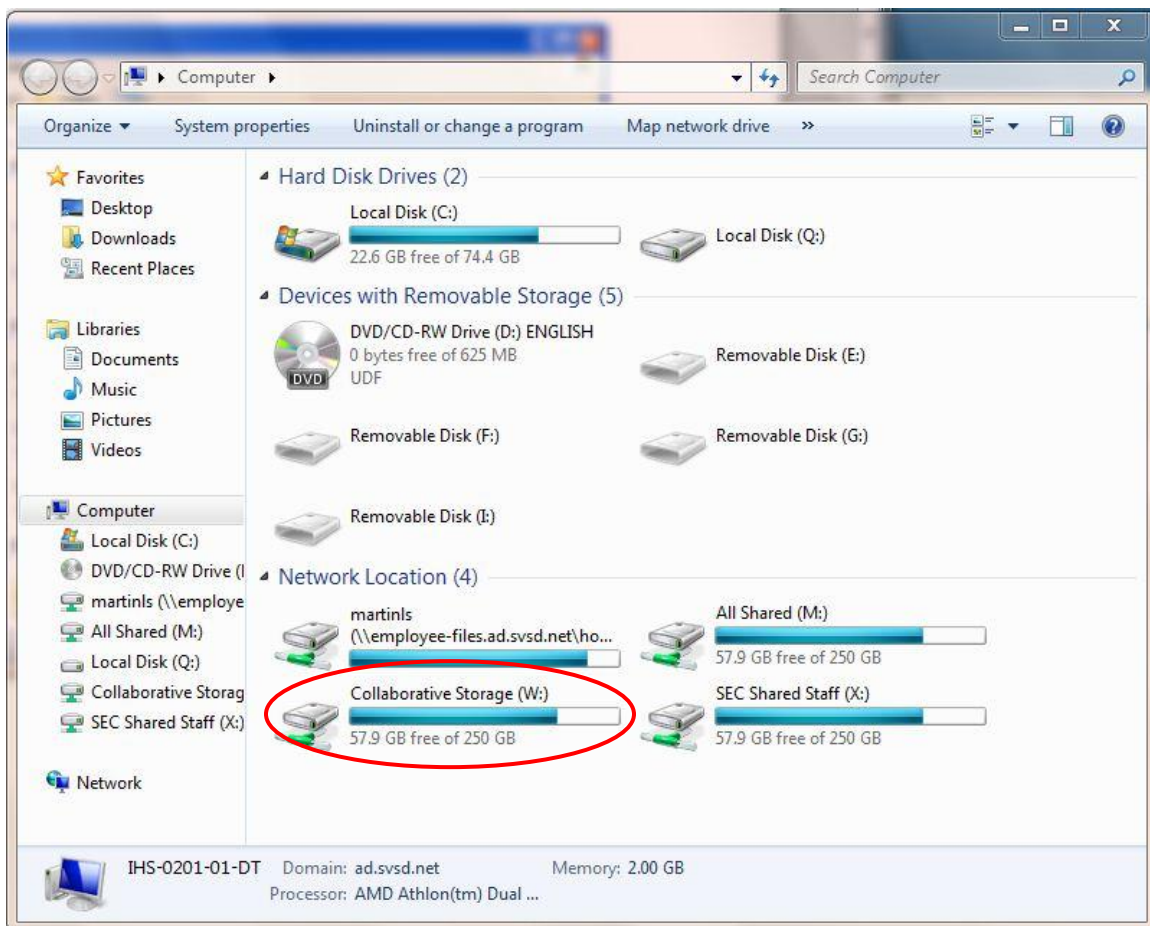 Computer
Search Computer
Organize System properties Uninstall or change a program Map network drive »
Favorites
Desktop
Downloads
Recent Places
Libraries
Documents
Music
Pictures
Videos
Computer
Local Disk (C:)
DVD/CD-RW Drive (
martinls (\\employe
All Shared (M:)
Local Disk (Q:)
Collaborative Storag
SEC Shared Staff (X:)
Network
Hard Disk Drives (2)
Local Disk (C:)
22.6 GB free of 74.4 GB
Local Disk (Q:)
Devices with Removable Storage (5)
DVD/CD-RW Drive (D:) ENGLISH
0 bytes free of 625 MB
UDF
DVD
Removable Disk (E:)
Removable Disk (F:)
Removable Disk (G:)
Removable Disk (I:)
Network Location (4)
martinls
(\\employee-files.ad.svsd.net\ho...
All Shared (M:)
57.9 GB free of 250 GB
Collaborative Storage (W:)
57.9 GB free of 250 GB
SEC Shared Staff (X:)
57.9 GB free of 250 GB
IHS-0201-01-DT Domain: ad.svsd.net Memory: 2.00 GB
Processor: AMD Athlon(tm) Dual ...